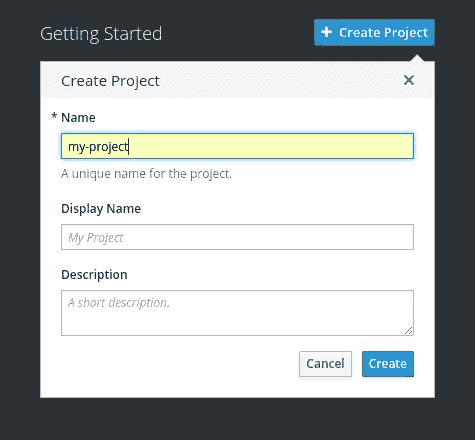 Getting Started
+ Create Project
Create Project
* Name
my-project
A unique name for the project.
Display Name
My Project
Description
A short description.
Cancel
Create